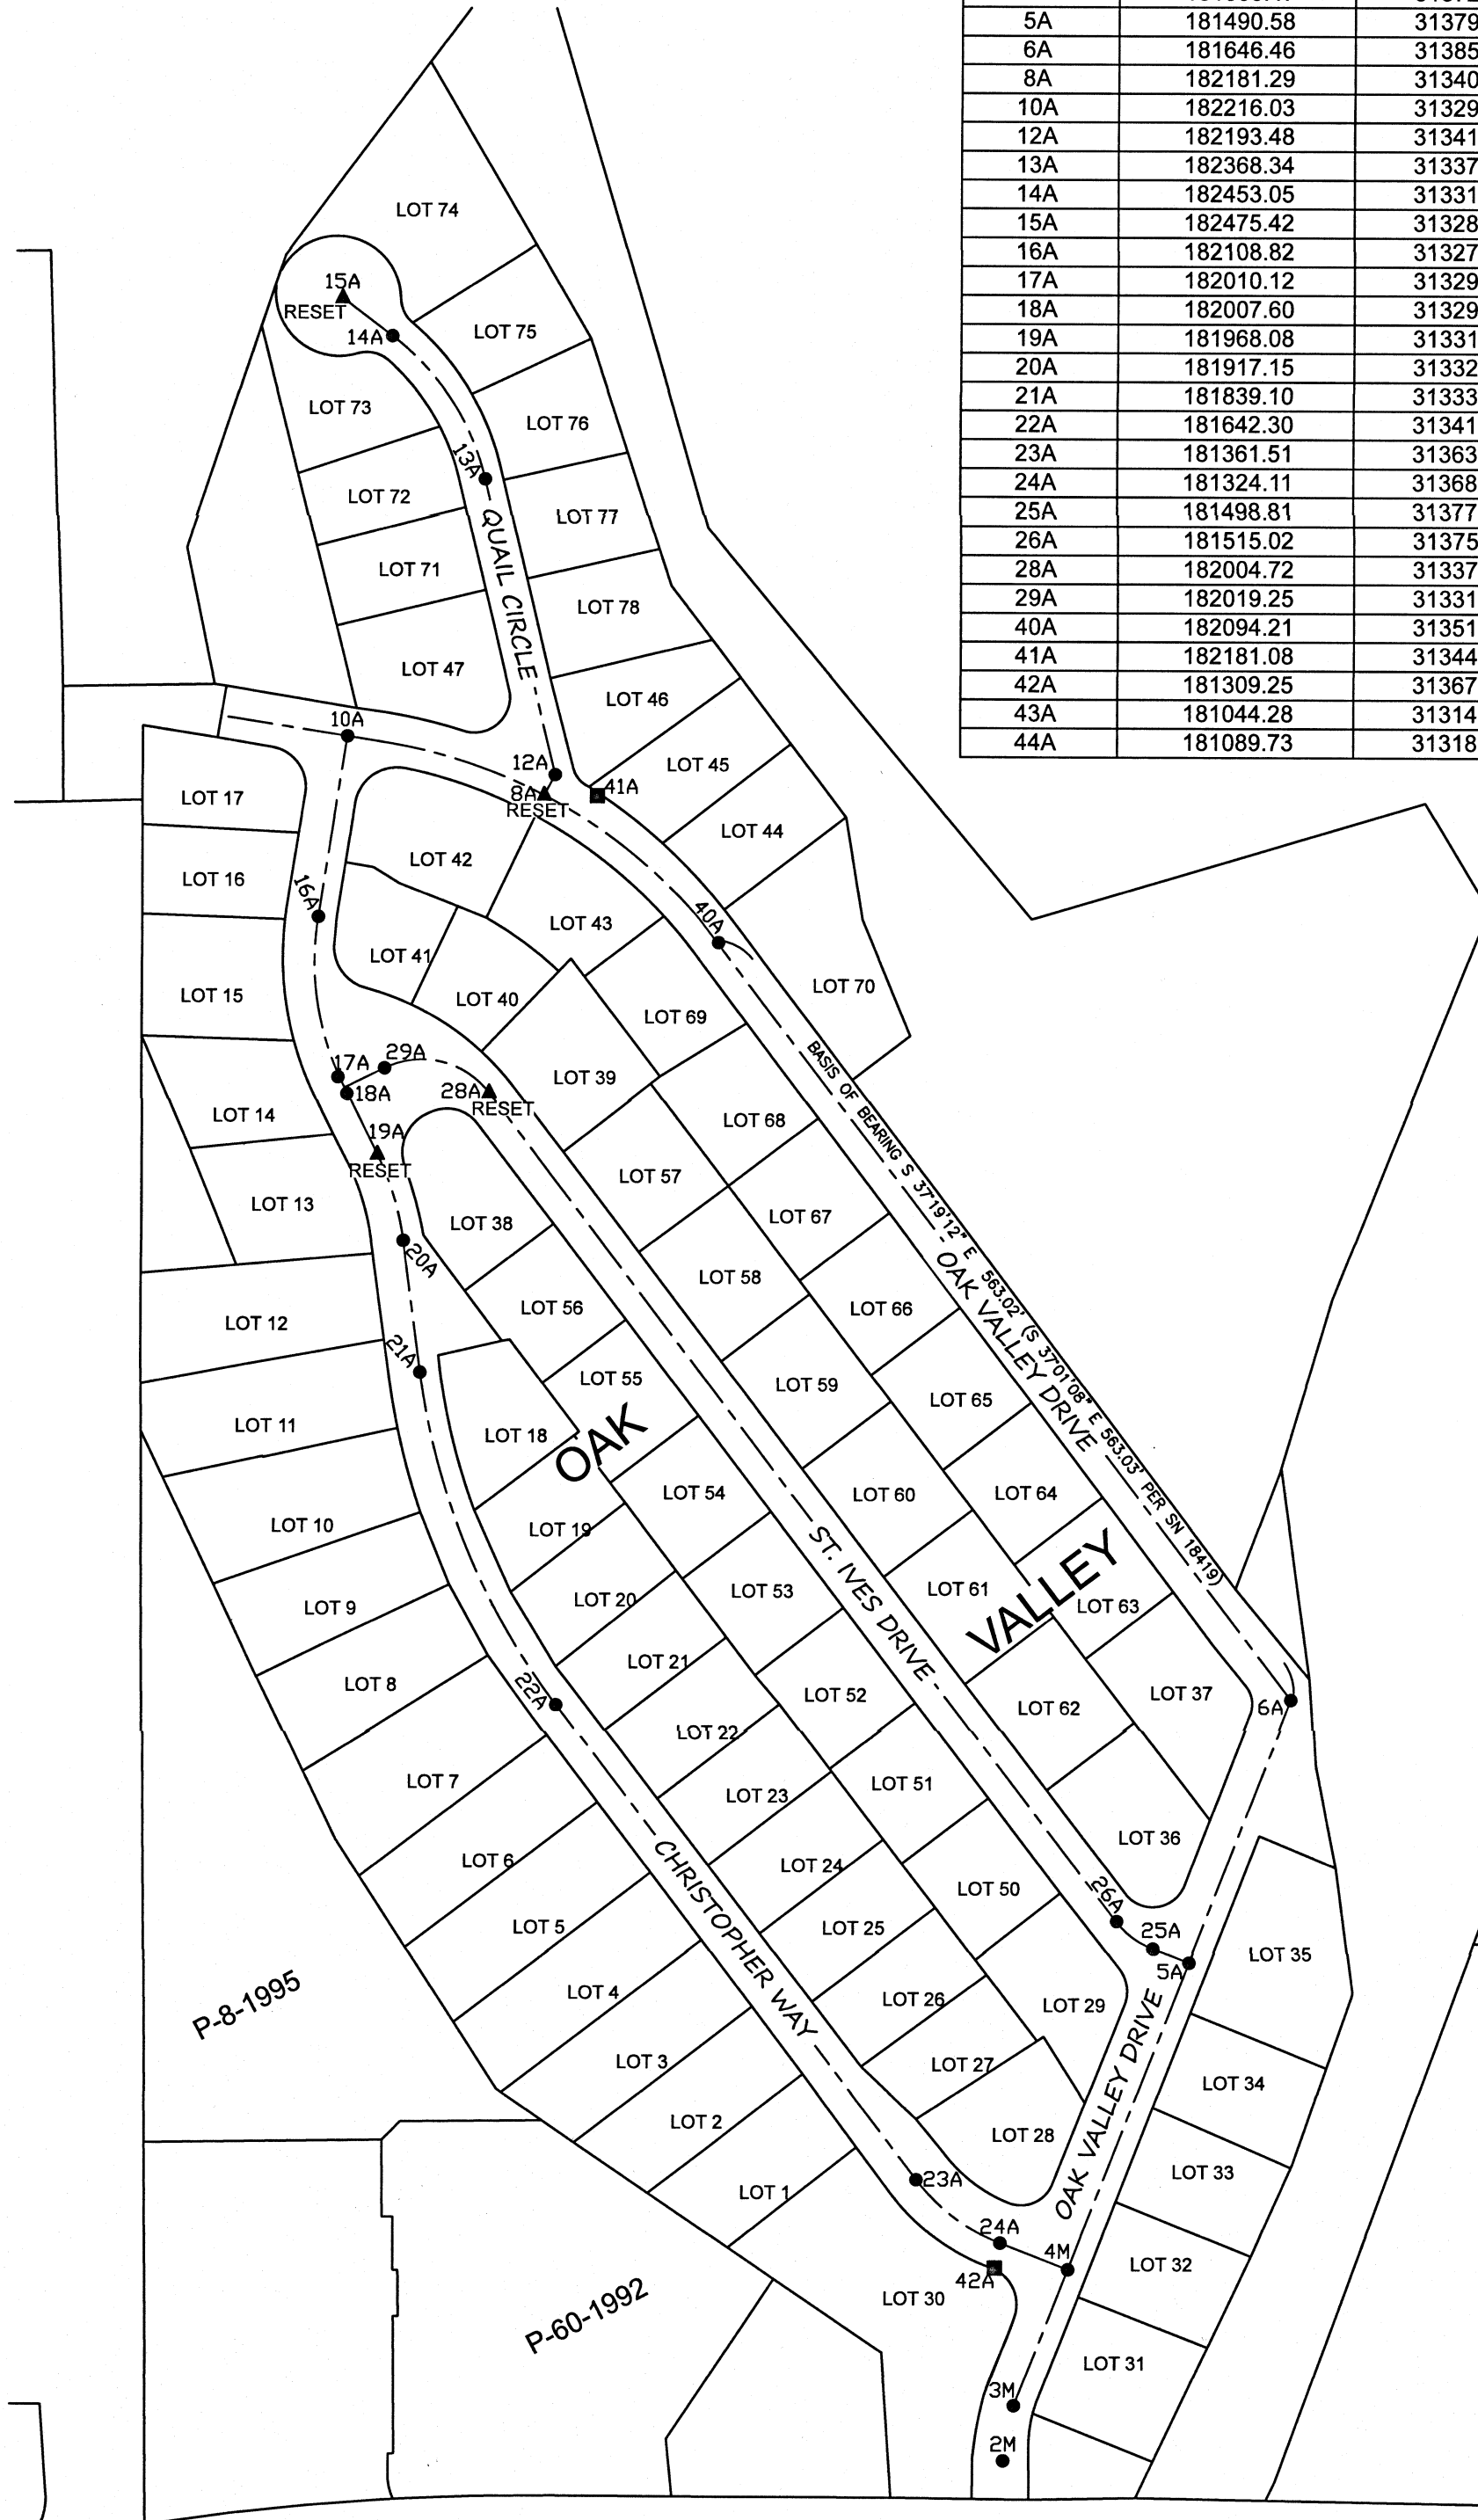 5A 181490.58 31379
6A 181646.46 31385
8A 182181.29 31340
10A 182216.03 31329
12A 182193.48 31341
13A 182368.34 31337
14A 182453.05 31331
15A 182475.42 31328
16A 182108.82 31327
17A 182010.12 31329
18A 182007.60 31329
19A 181968.08 31331
20A 181917.15 31332
21A 181839.10 31333
22A 181642.30 31341
23A 181361.51 31363
24A 181324.11 31368
25A 181498.81 31377
26A 181515.02 31375
28A 182004.72 31337
29A 182019.25 31331
40A 182094.21 31351
41A 182181.08 31344
42A 181309.25 31367
43A 181044.28 31314
44A 181089.73 31318
LOT 74
15A
RESET
14A
LOT 75
LOT 73
LOT 76
13A
LOT 72
LOT 77
QUAIL CIRCLE
LOT 71
LOT 78
LOT 47
LOT 46
10A
12A
LOT 45
41A
8A
RESET
LOT 17
LOT 44
LOT 42
LOT 16
16A
40A
LOT 43
LOT 41
LOT 70
LOT 15
LOT 40
LOT 69
29A
17A
LOT 39
18A
28A
RESET
BASIS OF BEARING S 37°19'12" E 563.02' (S 37°01'08" E 563.03' PER SN 18419)
LOT 14
LOT 68
19A
RESET
LOT 57
LOT 13
LOT 67
LOT 38
20A
LOT 58
LOT 56
LOT 66
OAK VALLEY DRIVE
LOT 12
21A
LOT 55
LOT 59
LOT 65
LOT 11
LOT 18
OAK
LOT 54
LOT 60
LOT 64
LOT 10
LOT 19
ST. IVES DRIVE
LOT 53
LOT 61
VALLEY
LOT 63
LOT 20
LOT 9
LOT 21
LOT 8
22A
LOT 52
LOT 62
LOT 37
6A
LOT 22
LOT 7
LOT 51
LOT 23
LOT 36
LOT 6
LOT 24
LOT 50
26A
CHRISTOPHER WAY
LOT 5
LOT 25
25A
LOT 35
5A
P-8-1995
LOT 4
LOT 26
LOT 29
LOT 3
LOT 27
OAK VALLEY DRIVE
LOT 34
LOT 2
LOT 28
LOT 33
23A
LOT 1
24A
4M
42A
LOT 32
LOT 30
P-60-1992
LOT 31
3M
2M